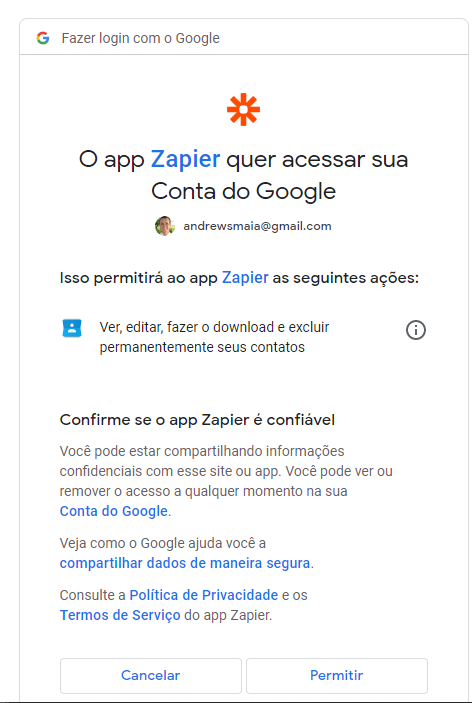 Fazer login com o Google
O app Zapier quer acessar sua
Conta do Google
andrewsmaia@gmail.com
Isso permitirá ao app Zapier as seguintes ações:
Ver, editar, fazer o download e excluir
permanentemente seus contatos
Confirme se o app Zapier é confiável
Você pode estar compartilhando informações
confidenciais com esse site ou app. Você pode ver ou
remover o acesso a qualquer momento na sua
Conta do Google.
Veja como o Google ajuda você a
compartilhar dados de maneira segura.
Consulte a Política de Privacidade e os
Termos de Serviço do app Zapier.
Cancelar
Permitir